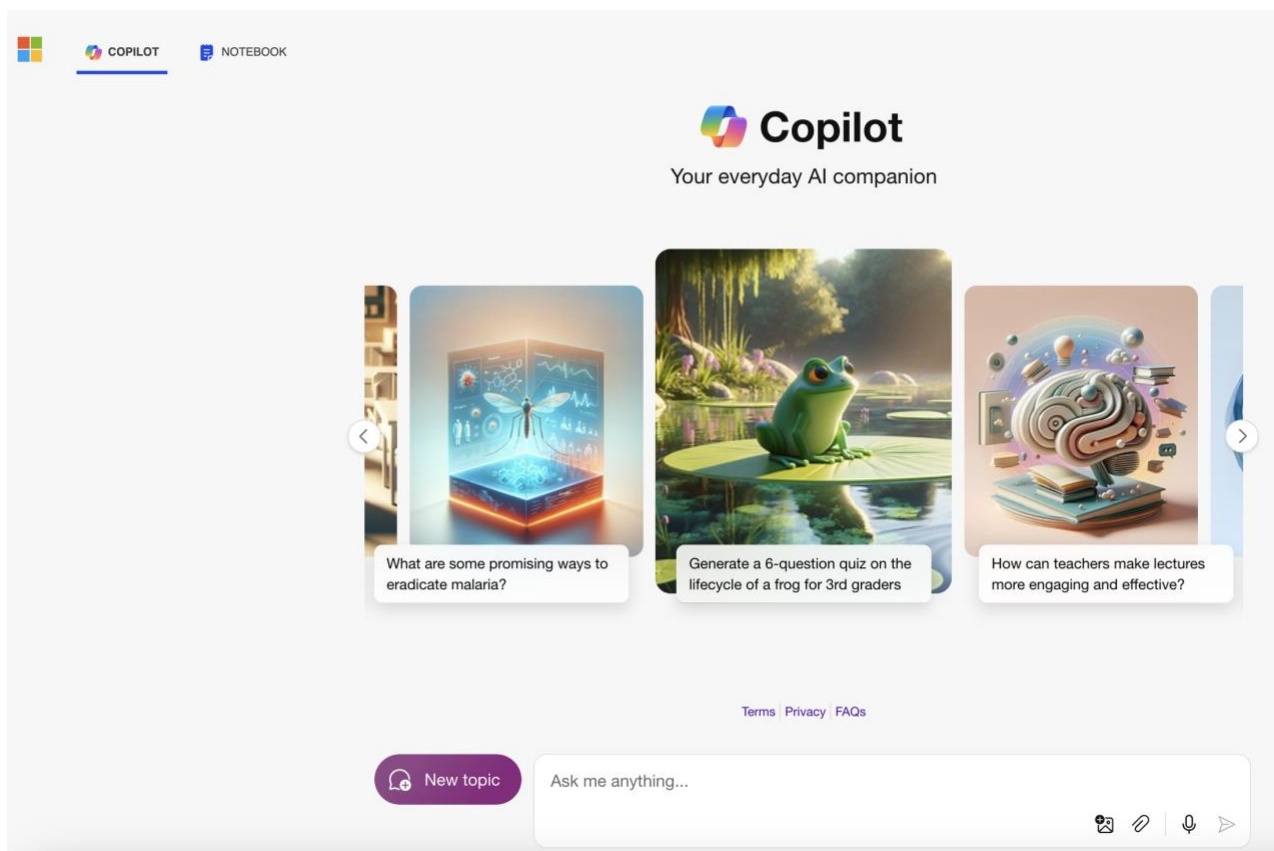 COPILOT
NOTEBOOK
Copilot
Your everyday AI companion
What are some promising ways to
eradicate malaria?
Generate a 6-question quiz on the
lifecycle of a frog for 3rd graders
How can teachers make lectures
more engaging and effective?
Terms Privacy FAQs
New topic
Ask me anything...